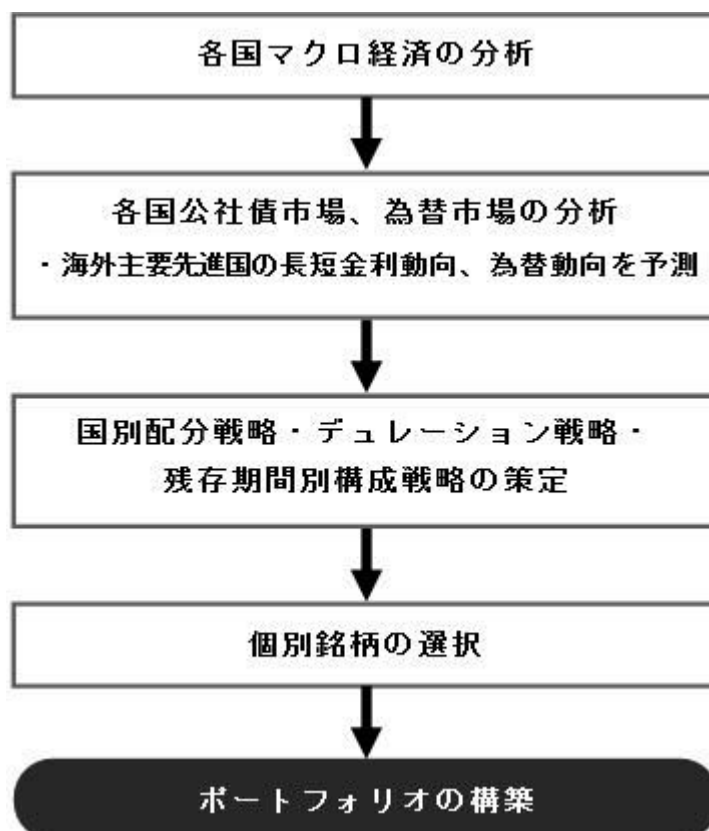 各国マクロ経済の分析
各国公社債市場、為替市場の分析
・海外主要先進国の長短金利動向、為替動向を予測
国別配分戦略・デュレーション戦略・
残存期間別構成戦略の策定
個別銘柄の選択
ポートフォリオの構築